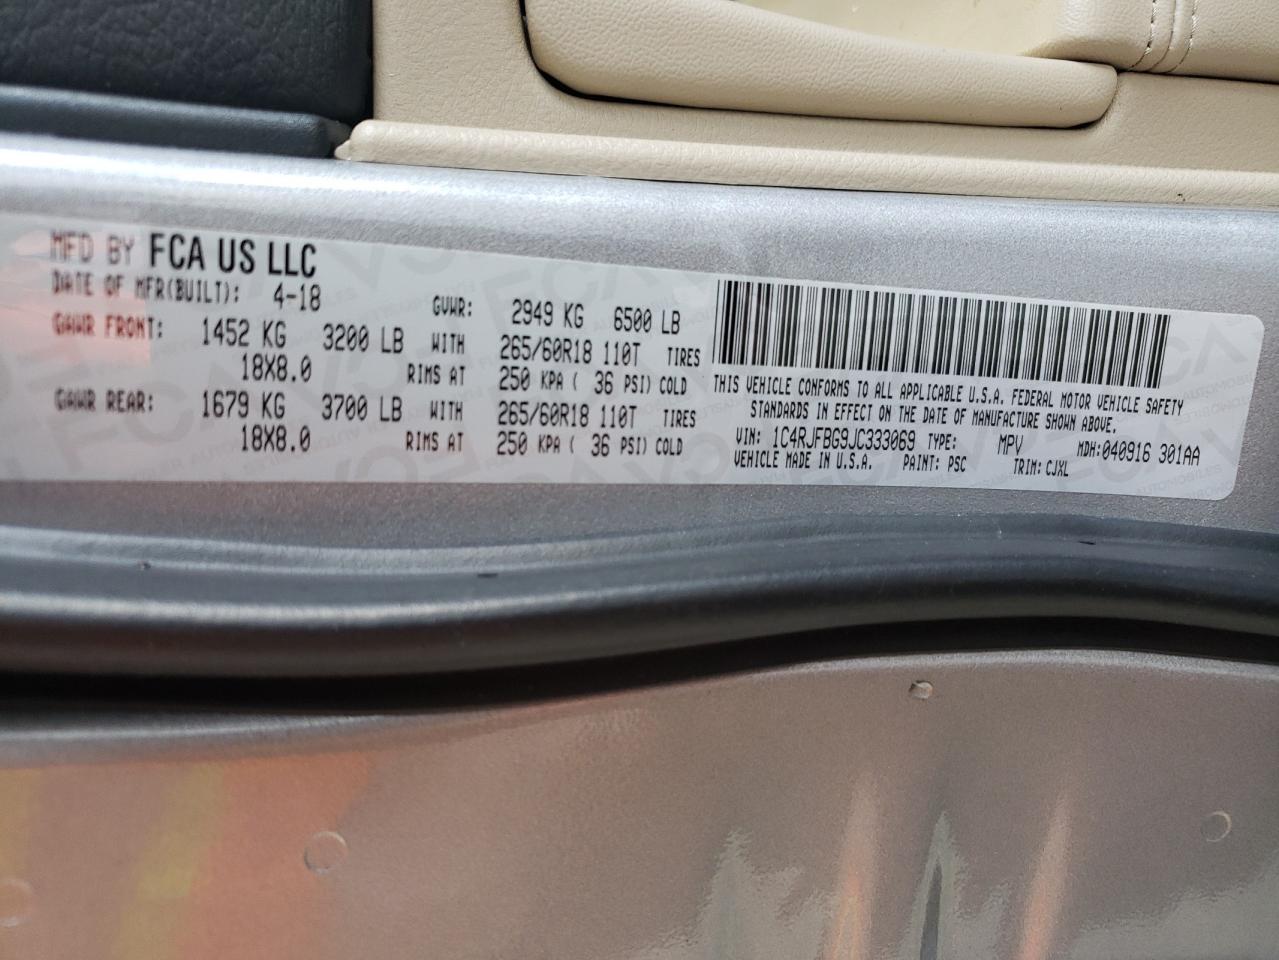 MFD BY FCA US LLC
DATE OF MFR(BUILT): 4-18 GVWR: 2949 KG 6500 LB
GAWR FRONT: 1452 KG 3200 LB WITH 265/60R18 110T TIRES
18X8.0 RIMS AT 250 KPA ( 36 PSI) COLD
GAWR REAR: 1679 KG 3700 LB WITH 265/60R18 110T TIRES
18X8.0 RIMS AT 250 KPA ( 36 PSI) COLD
THIS VEHICLE CONFORMS TO ALL APPLICABLE U.S.A. FEDERAL MOTOR VEHICLE SAFETY
STANDARDS IN EFFECT ON THE DATE OF MANUFACTURE SHOWN ABOVE.
VIN: 1C4RJFBG9JC333069 TYPE: MPV MDH:040916 301AA
VEHICLE MADE IN U.S.A. PAINT: PSC TRIM: CJXL